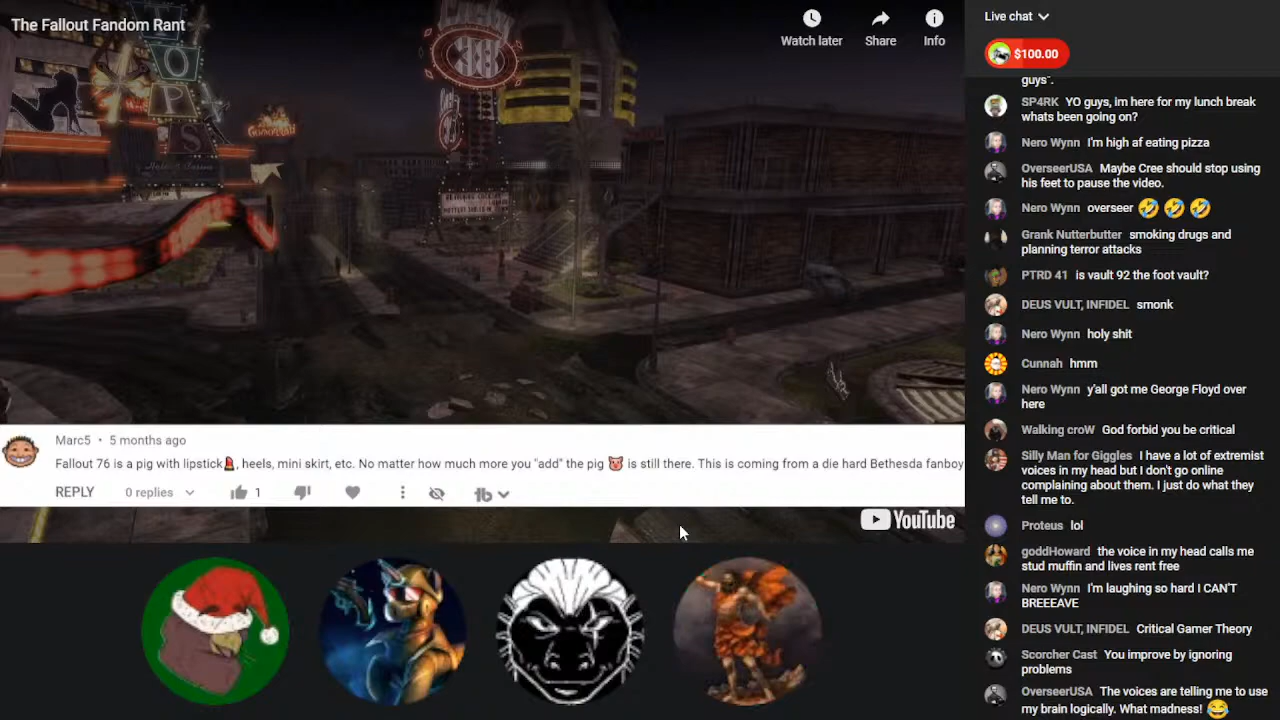 The Fallout Fandom Rant
Watch later
Share
Info
TOPS
Gomorrah
Marc5 • 5 months ago
Fallout 76 is a pig with lipstick💄, heels, mini skirt, etc. No matter how much more you "add" the pig 🐷 is still there. This is coming from a die hard Bethesda fanboy
REPLY 0 replies 1
YouTube
Live chat
$100.00
guys".
SP4RK YO guys, im here for my lunch break
whats been going on?
Nero Wynn I'm high af eating pizza
OverseerUSA Maybe Cree should stop using
his feet to pause the video.
Nero Wynn overseer 🤣 🤣 🤣
Grank Nutterbutter smoking drugs and
planning terror attacks
PTRD 41 is vault 92 the foot vault?
DEUS VULT, INFIDEL smonk
Nero Wynn holy shit
Cunnah hmm
Nero Wynn y'all got me George Floyd over
here
Walking croW God forbid you be critical
Silly Man for Giggles I have a lot of extremist
voices in my head but I don't go online
complaining about them. I just do what they
tell me to.
Proteus lol
goddHoward the voice in my head calls me
stud muffin and lives rent free
Nero Wynn I'm laughing so hard I CAN'T
BREEEAVE
DEUS VULT, INFIDEL Critical Gamer Theory
Scorcher Cast You improve by ignoring
problems
OverseerUSA The voices are telling me to use
my brain logically. What madness! 😂